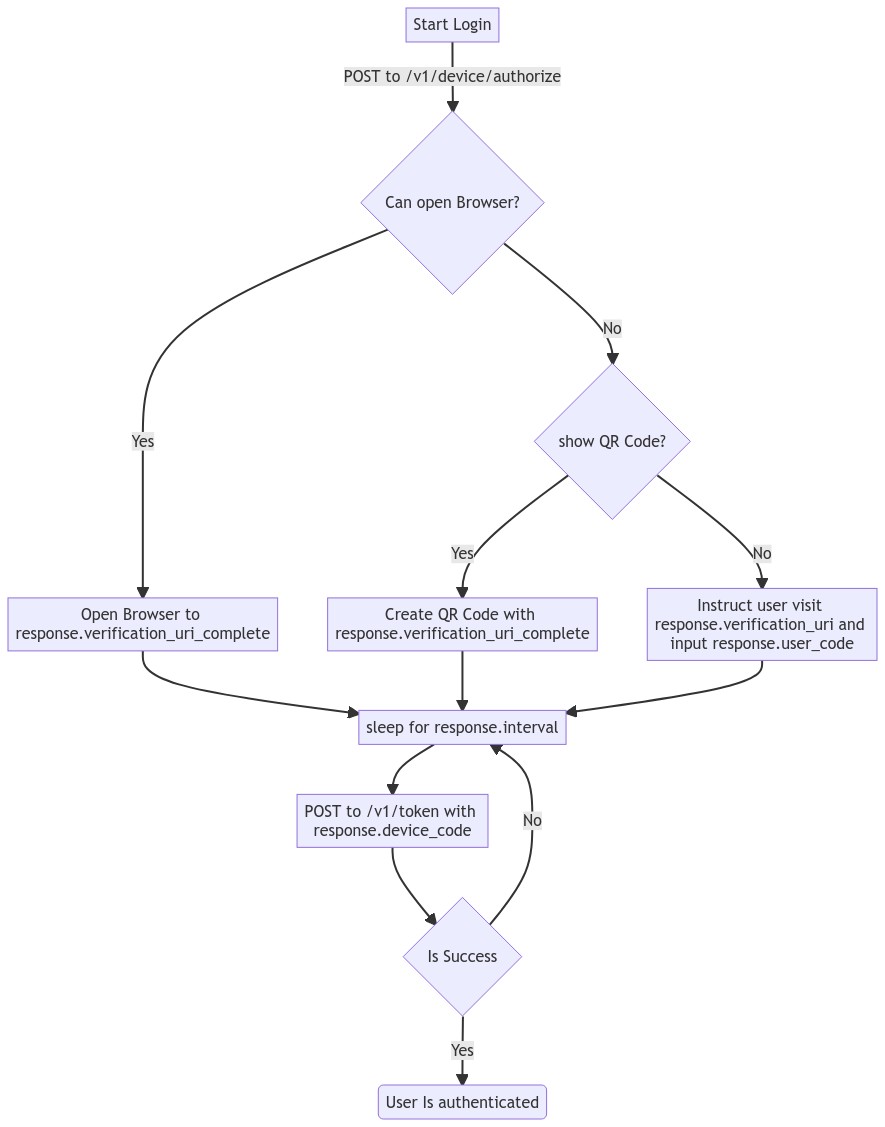 Start Login
POST to /v1/device/authorize
Can open Browser?
No
show QR Code?
Yes
Yes
No
Open Browser to
response.verification_uri_complete
Create QR Code with
response.verification_uri_complete
Instruct user visit
response.verification_uri and
input response.user_code
sleep for response.interval
POST to /v1/token with
response.device_code
No
Is Success
Yes
User Is authenticated